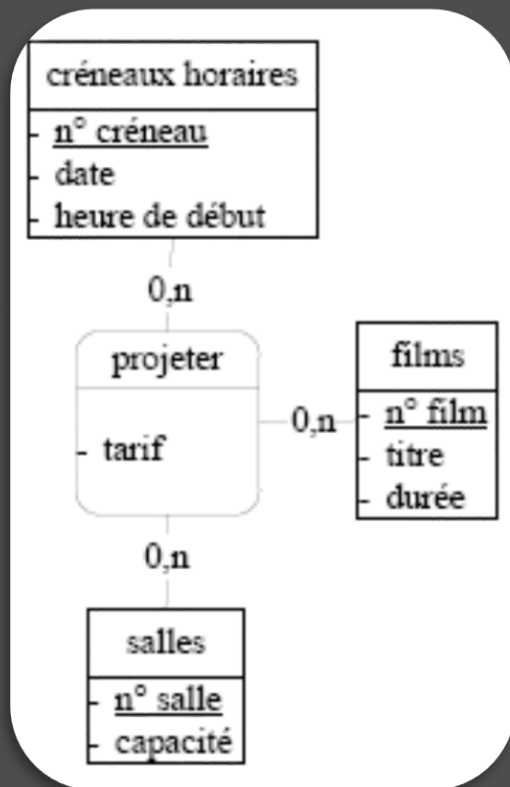 créneaux horaires
- n° créneau
- date
- heure de début
0,n
projeter
- tarif
0,n
films
- n° film
- titre
- durée
0,n
salles
- n° salle
- capacité